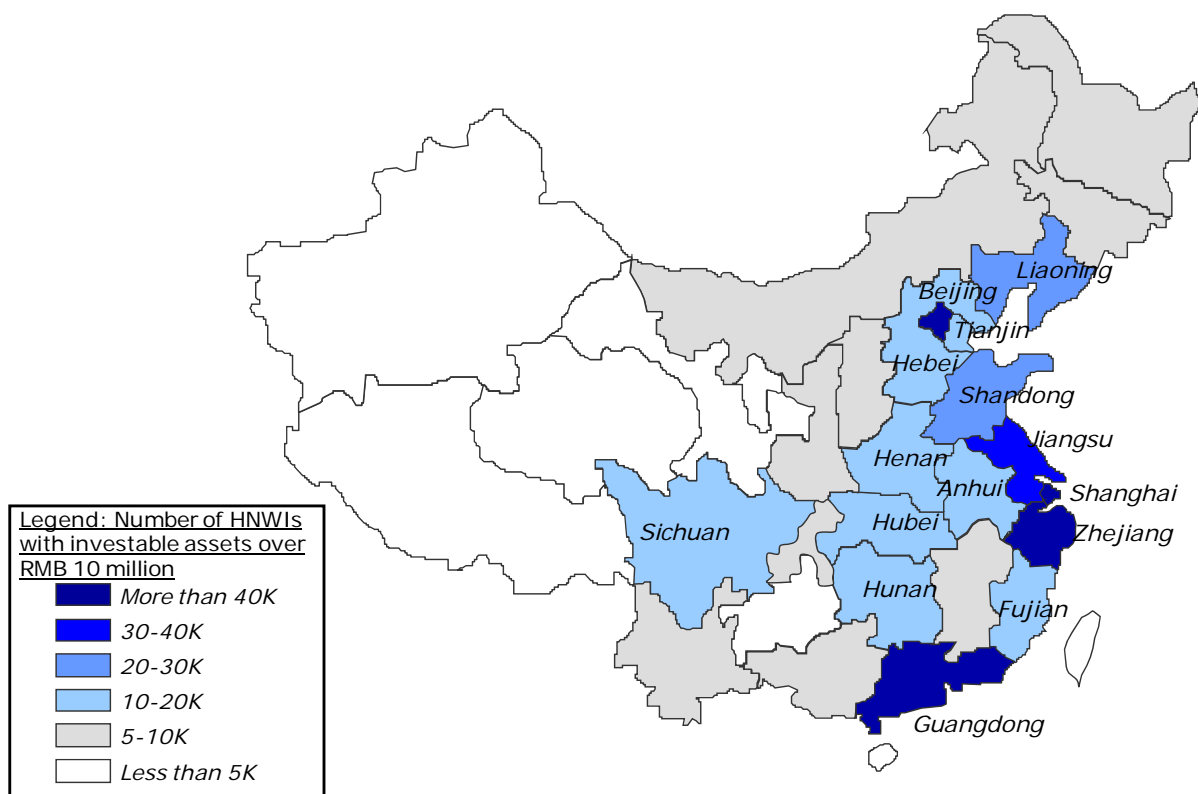 Liaoning
Beijing
Tianjin
Hebei
Shandong
Jiangsu
Henan
Anhui
Shanghai
Hubei
Zhejiang
Sichuan
Hunan
Fujian
Guangdong
Legend: Number of HNWIs
with investable assets over
RMB 10 million
More than 40K
30-40K
20-30K
10-20K
5-10K
Less than 5K